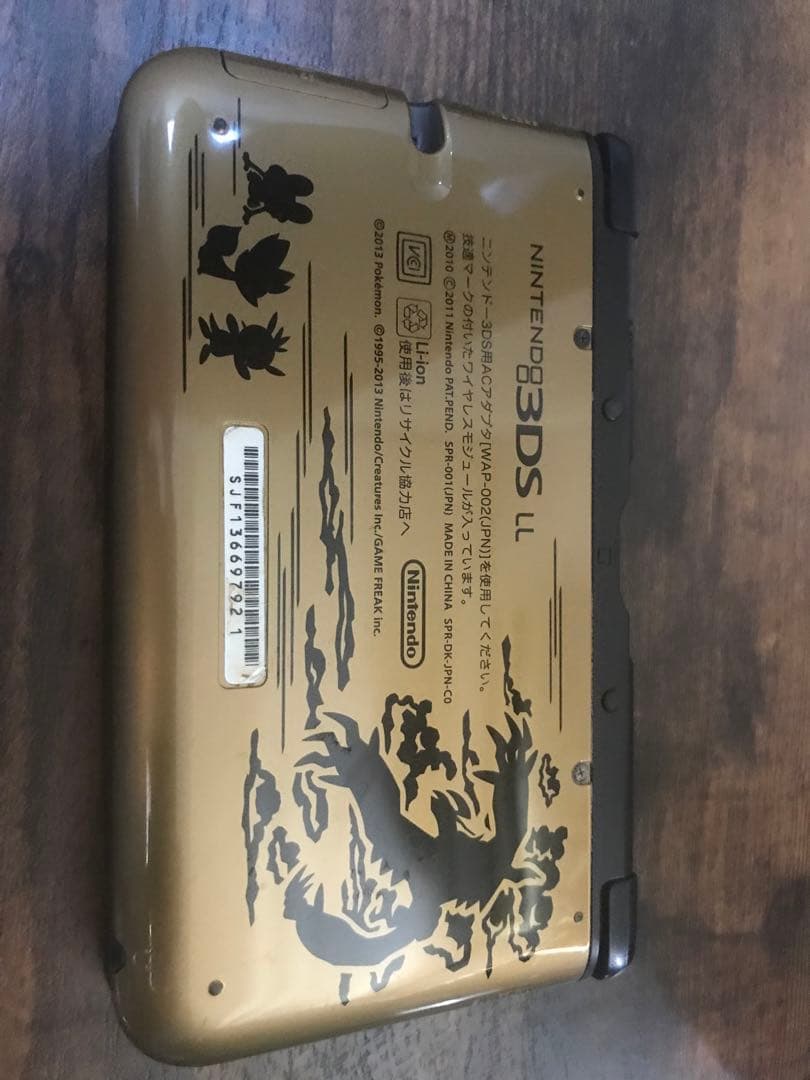 NINTENDO 3DS LL
ニンテンドー3DS用ACアダプタ[WAP-002(JPN)]を使用してください。
技適マークの付いたワイヤレスモジュールが入っています。
Ⓜ2010 ©2011 Nintendo PAT.PEND. SPR-001(JPN) MADE IN CHINA SPR-DK-JPN-C0
VCI
Li-ion
使用後はリサイクル協力店へ
Nintendo
©2013 Pokémon. ©1995-2013 Nintendo/Creatures Inc./GAME FREAK inc.
SJF13669792 1